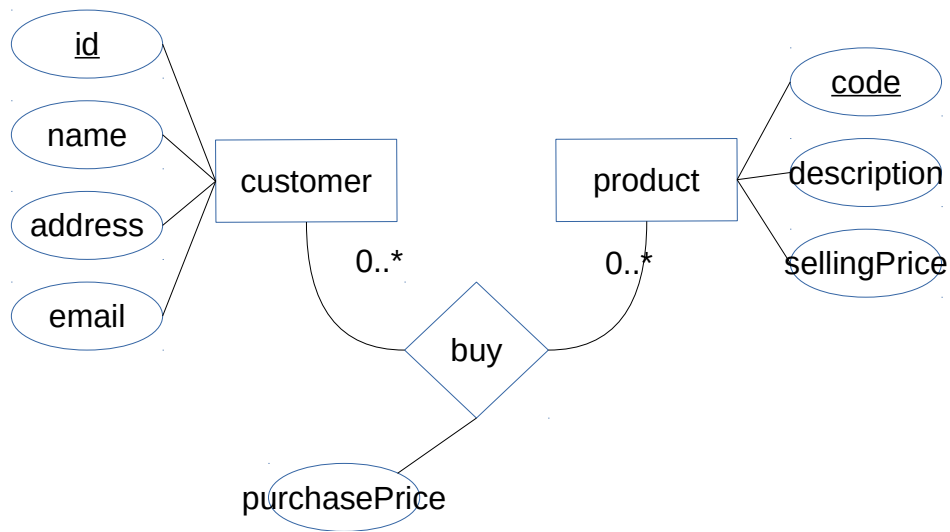 id
name
address
email
customer
0..*
product
0..*
code
description
sellingPrice
buy
purchasePrice